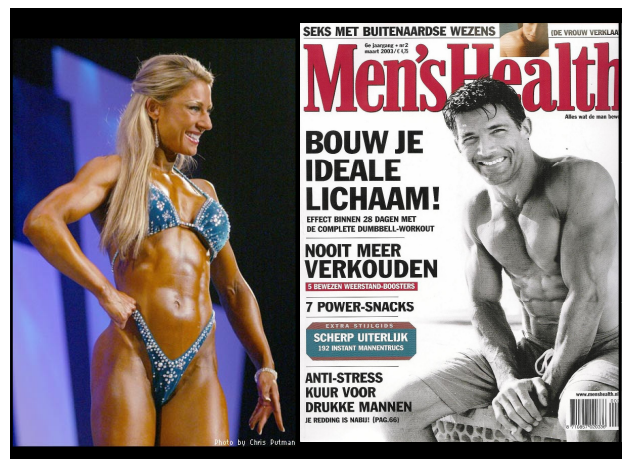 SEKS MET BUITENAARDSE WEZENS
(DE VROUW VERKLAA
6e jaargang • nr 2
maart 2003/€ 4,75
Men'sHealth
Alles wat de man bew
BOUW JE
IDEALE
LICHAAM!
EFFECT BINNEN 28 DAGEN MET
DE COMPLETE DUMBBELL-WORKOUT
NOOIT MEER
VERKOUDEN
5 BEWEZEN WEERSTAND-BOOSTERS
7 POWER-SNACKS
EXTRA STIJLGIDS
SCHERP UITERLIJK
192 INSTANT MANNENTRUCS
ANTI-STRESS
KUUR VOOR
DRUKKE MANNEN
JE REDDING IS NABIJ! (PAG.66)
www.menshealth.nl
Photo by Chris Putman